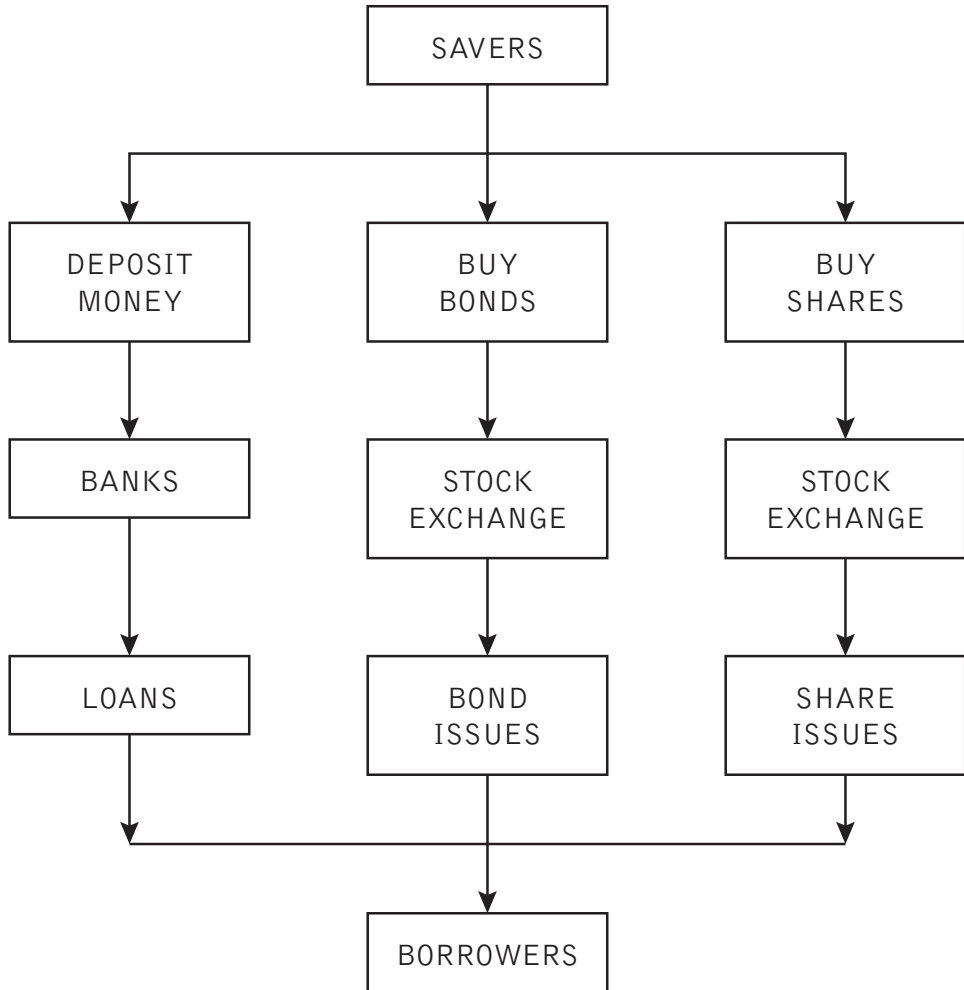 SAVERS
DEPOSIT
MONEY
BUY
BONDS
BUY
SHARES
BANKS
STOCK
EXCHANGE
STOCK
EXCHANGE
LOANS
BOND
ISSUES
SHARE
ISSUES
BORROWERS